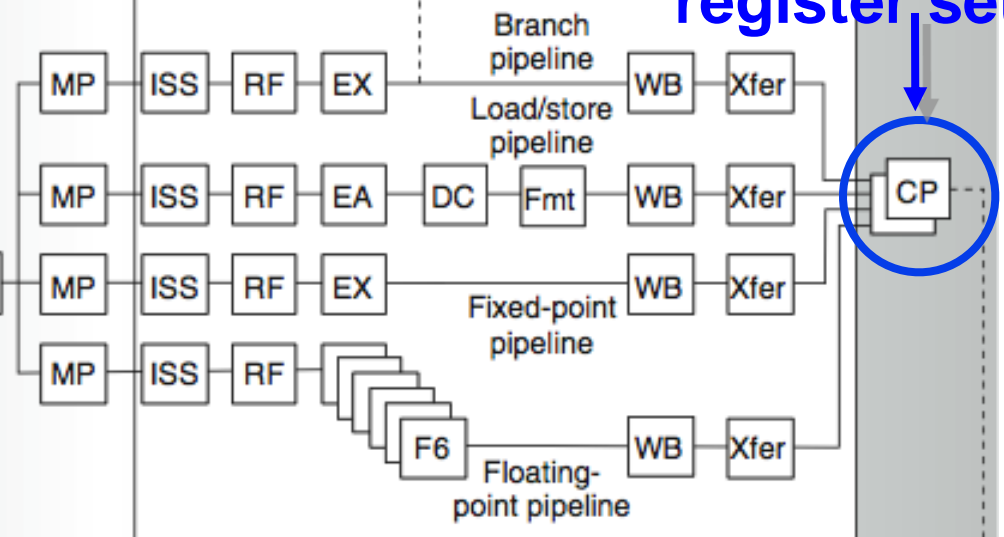 register se
Branch
pipeline
MP ISS RF EX WB Xfer
Load/store
pipeline
MP ISS RF EA DC Fmt WB Xfer
CP
MP ISS RF EX WB Xfer
Fixed-point
pipeline
MP ISS RF
F6 WB Xfer
Floating-
point pipeline